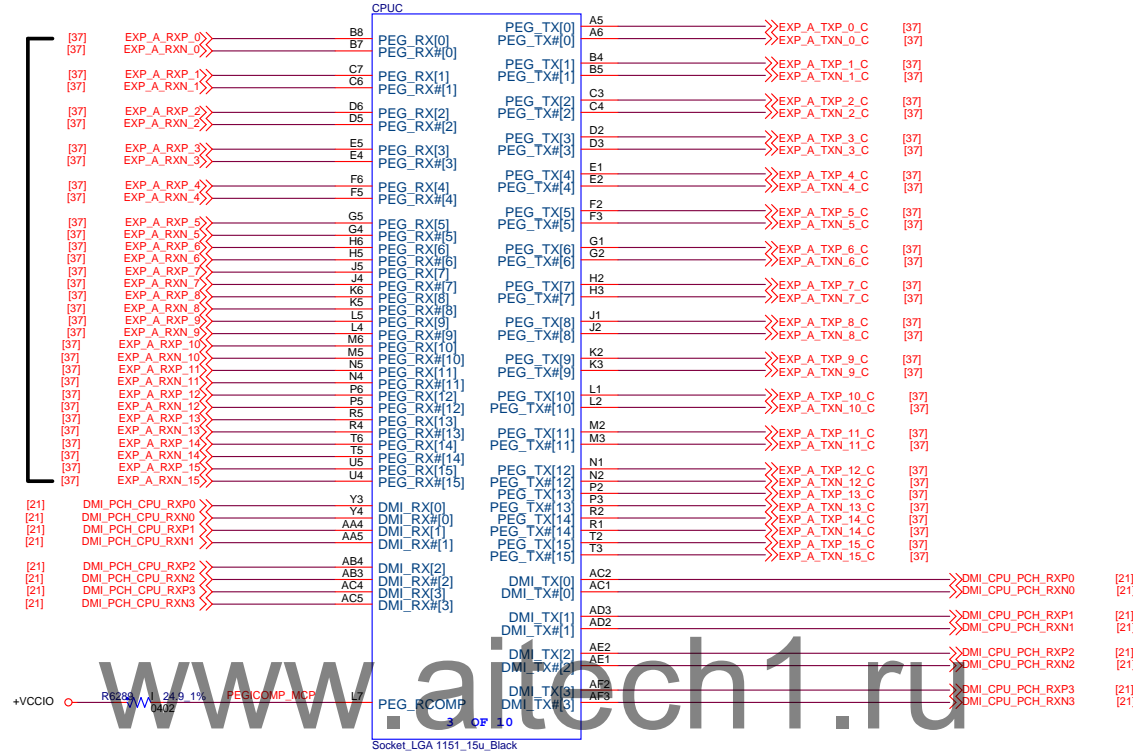 CPUC
[37] EXP_A_RXP_0 B8 PEG_RX[0]
[37] EXP_A_RXN_0 B7 PEG_RX#[0]
[37] EXP_A_RXP_1 C7 PEG_RX[1]
[37] EXP_A_RXN_1 C6 PEG_RX#[1]
[37] EXP_A_RXP_2 D6 PEG_RX[2]
[37] EXP_A_RXN_2 D5 PEG_RX#[2]
[37] EXP_A_RXP_3 E5 PEG_RX[3]
[37] EXP_A_RXN_3 E4 PEG_RX#[3]
[37] EXP_A_RXP_4 F6 PEG_RX[4]
[37] EXP_A_RXN_4 F5 PEG_RX#[4]
[37] EXP_A_RXP_5 G5 PEG_RX[5]
[37] EXP_A_RXN_5 G4 PEG_RX#[5]
[37] EXP_A_RXP_6 H6 PEG_RX[6]
[37] EXP_A_RXN_6 H5 PEG_RX#[6]
[37] EXP_A_RXP_7 J5 PEG_RX[7]
[37] EXP_A_RXN_7 J4 PEG_RX#[7]
[37] EXP_A_RXP_8 K6 PEG_RX[8]
[37] EXP_A_RXN_8 K5 PEG_RX#[8]
[37] EXP_A_RXP_9 L5 PEG_RX[9]
[37] EXP_A_RXN_9 L4 PEG_RX#[9]
[37] EXP_A_RXP_10 M6 PEG_RX[10]
[37] EXP_A_RXN_10 M5 PEG_RX#[10]
[37] EXP_A_RXP_11 N5 PEG_RX[11]
[37] EXP_A_RXN_11 N4 PEG_RX#[11]
[37] EXP_A_RXP_12 P6 PEG_RX[12]
[37] EXP_A_RXN_12 P5 PEG_RX#[12]
[37] EXP_A_RXP_13 R5 PEG_RX[13]
[37] EXP_A_RXN_13 R4 PEG_RX#[13]
[37] EXP_A_RXP_14 T6 PEG_RX[14]
[37] EXP_A_RXN_14 T5 PEG_RX#[14]
[37] EXP_A_RXP_15 U5 PEG_RX[15]
[37] EXP_A_RXN_15 U4 PEG_RX#[15]
[21] DMI_PCH_CPU_RXP0 Y3 DMI_RX[0]
[21] DMI_PCH_CPU_RXN0 Y4 DMI_RX#[0]
[21] DMI_PCH_CPU_RXP1 AA4 DMI_RX[1]
[21] DMI_PCH_CPU_RXN1 AA5 DMI_RX#[1]
[21] DMI_PCH_CPU_RXP2 AB4 DMI_RX[2]
[21] DMI_PCH_CPU_RXN2 AB3 DMI_RX#[2]
[21] DMI_PCH_CPU_RXP3 AC4 DMI_RX[3]
[21] DMI_PCH_CPU_RXN3 AC5 DMI_RX#[3]
+VCCIO R6289 24.9_1% 0402 PEGICOMP_MCP L7 PEG_RCOMP
PEG_TX[0] A5 EXP_A_TXP_0_C [37]
PEG_TX#[0] A6 EXP_A_TXN_0_C [37]
PEG_TX[1] B4 EXP_A_TXP_1_C [37]
PEG_TX#[1] B5 EXP_A_TXN_1_C [37]
PEG_TX[2] C3 EXP_A_TXP_2_C [37]
PEG_TX#[2] C4 EXP_A_TXN_2_C [37]
PEG_TX[3] D2 EXP_A_TXP_3_C [37]
PEG_TX#[3] D3 EXP_A_TXN_3_C [37]
PEG_TX[4] E1 EXP_A_TXP_4_C [37]
PEG_TX#[4] E2 EXP_A_TXN_4_C [37]
PEG_TX[5] F2 EXP_A_TXP_5_C [37]
PEG_TX#[5] F3 EXP_A_TXN_5_C [37]
PEG_TX[6] G1 EXP_A_TXP_6_C [37]
PEG_TX#[6] G2 EXP_A_TXN_6_C [37]
PEG_TX[7] H2 EXP_A_TXP_7_C [37]
PEG_TX#[7] H3 EXP_A_TXN_7_C [37]
PEG_TX[8] J1 EXP_A_TXP_8_C [37]
PEG_TX#[8] J2 EXP_A_TXN_8_C [37]
PEG_TX[9] K2 EXP_A_TXP_9_C [37]
PEG_TX#[9] K3 EXP_A_TXN_9_C [37]
PEG_TX[10] L1 EXP_A_TXP_10_C [37]
PEG_TX#[10] L2 EXP_A_TXN_10_C [37]
PEG_TX[11] M2 EXP_A_TXP_11_C [37]
PEG_TX#[11] M3 EXP_A_TXN_11_C [37]
PEG_TX[12] N1 EXP_A_TXP_12_C [37]
PEG_TX#[12] N2 EXP_A_TXN_12_C [37]
PEG_TX[13] P2 EXP_A_TXP_13_C [37]
PEG_TX#[13] P3 EXP_A_TXN_13_C [37]
PEG_TX[14] R2 EXP_A_TXP_14_C [37]
PEG_TX#[14] R1 EXP_A_TXN_14_C [37]
PEG_TX[15] T2 EXP_A_TXP_15_C [37]
PEG_TX#[15] T3 EXP_A_TXN_15_C [37]
DMI_TX[0] AC2 DMI_CPU_PCH_RXP0 [21]
DMI_TX#[0] AC1 DMI_CPU_PCH_RXN0 [21]
DMI_TX[1] AD3 DMI_CPU_PCH_RXP1 [21]
DMI_TX#[1] AD2 DMI_CPU_PCH_RXN1 [21]
DMI_TX[2] AE2 DMI_CPU_PCH_RXP2 [21]
DMI_TX#[2] AE1 DMI_CPU_PCH_RXN2 [21]
DMI_TX[3] AF2 DMI_CPU_PCH_RXP3 [21]
DMI_TX#[3] AF3 DMI_CPU_PCH_RXN3 [21]
3 OF 10
Socket_LGA 1151_15u_Black
www.aitech1.ru